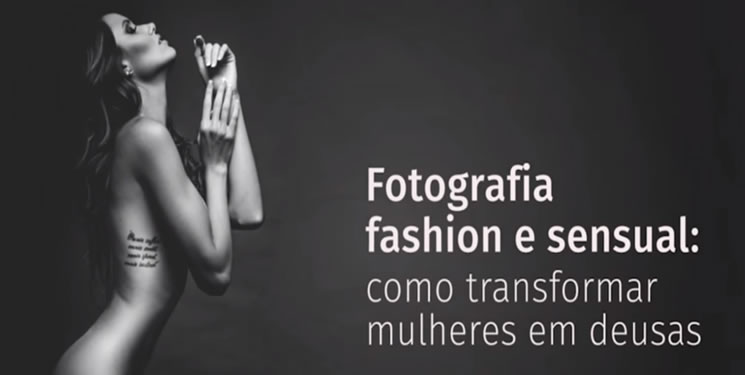 Fotografia
fashion e sensual:
como transformar
mulheres em deusas